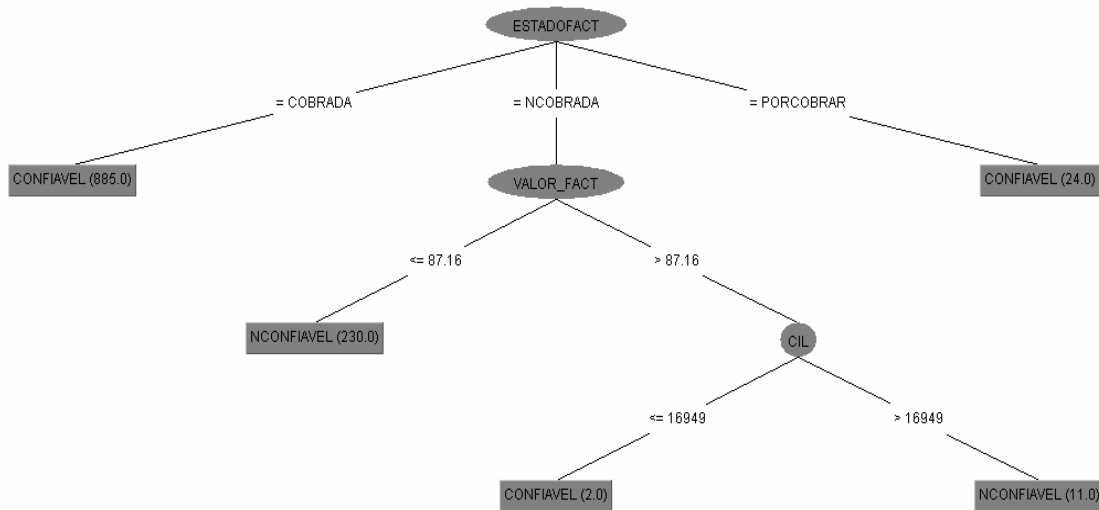 ESTADOFACT
= COBRADA
= NCOBRADA
= PORCOBRAR
CONFIAVEL (885.0)
VALOR_FACT
CONFIAVEL (24.0)
<= 87.16
> 87.16
NCONFIAVEL (230.0)
CIL
<= 16949
> 16949
CONFIAVEL (2.0)
NCONFIAVEL (11.0)